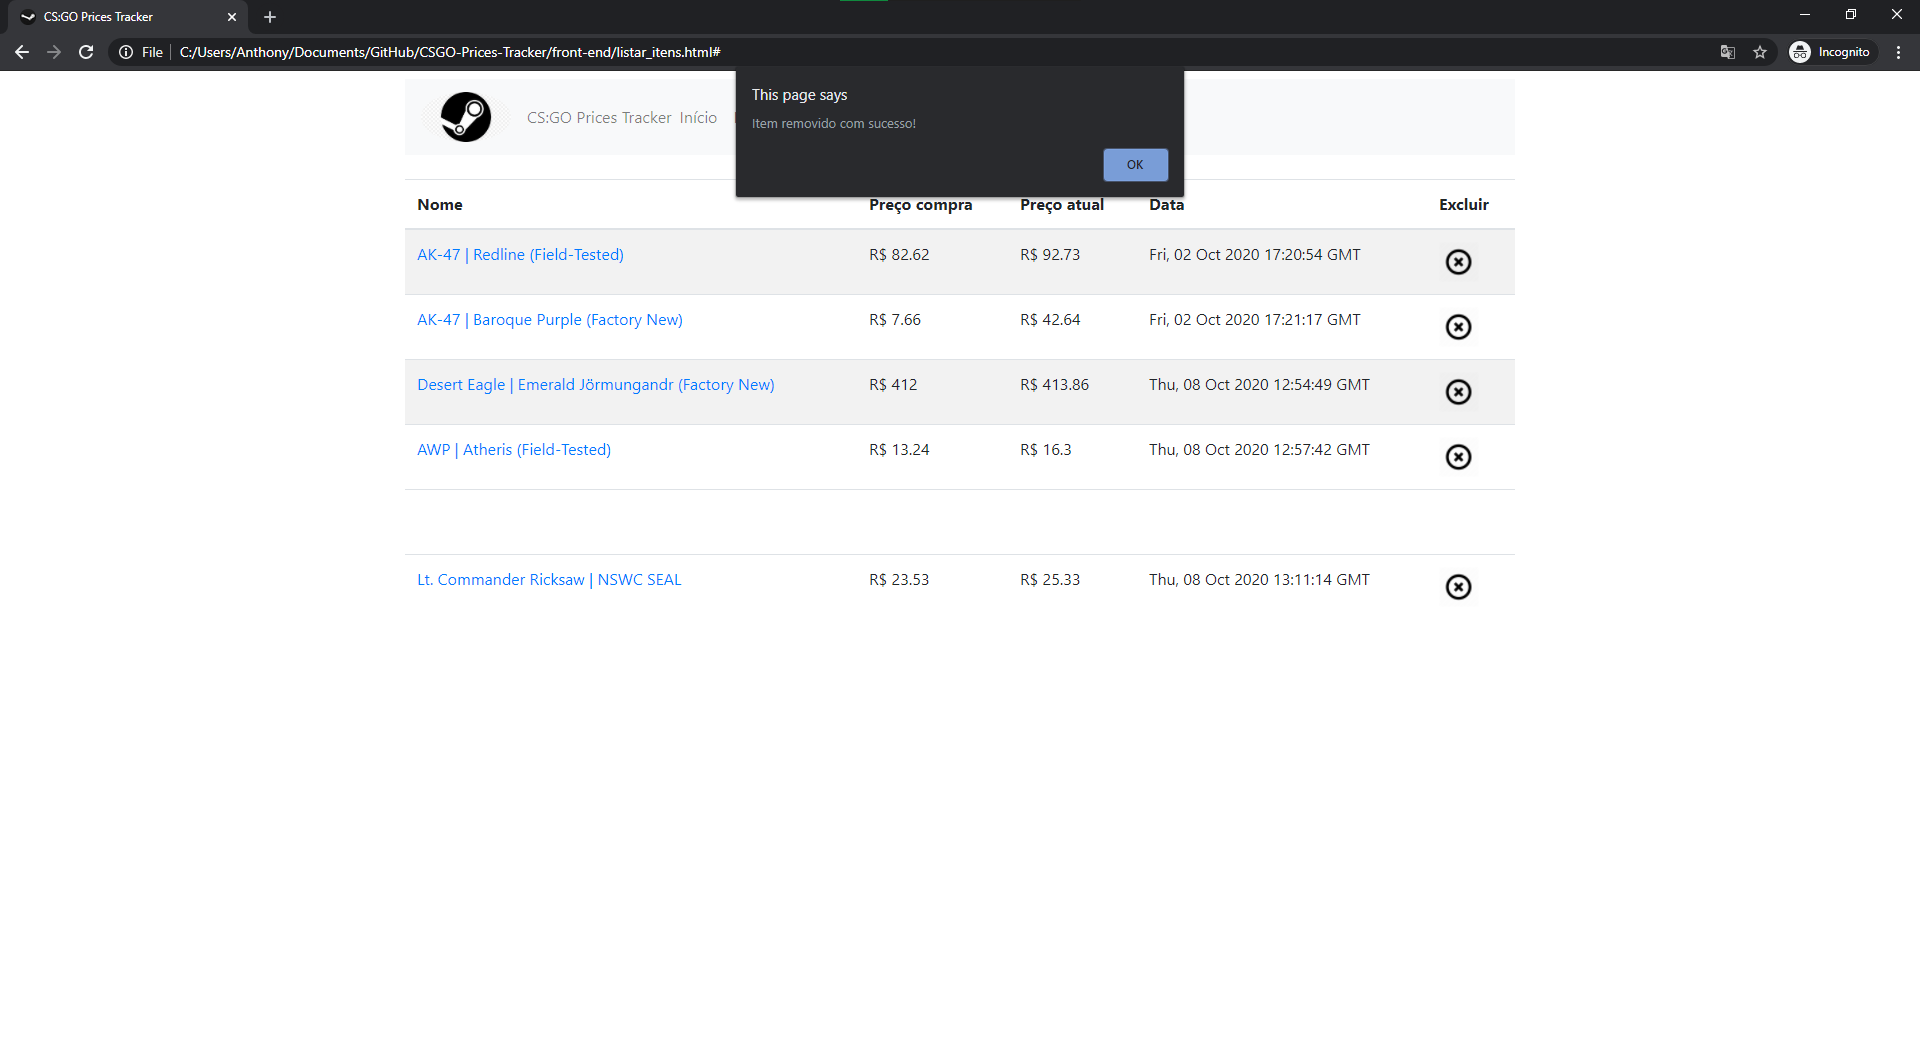 CS:GO Prices Tracker
File C:/Users/Anthony/Documents/GitHub/CSGO-Prices-Tracker/front-end/listar_itens.html# Incognito
This page says
Item removido com sucesso!
OK
CS:GO Prices Tracker Início
Nome Preço compra Preço atual Data Excluir
AK-47 | Redline (Field-Tested) R$ 82.62 R$ 92.73 Fri, 02 Oct 2020 17:20:54 GMT
AK-47 | Baroque Purple (Factory New) R$ 7.66 R$ 42.64 Fri, 02 Oct 2020 17:21:17 GMT
Desert Eagle | Emerald Jörmungandr (Factory New) R$ 412 R$ 413.86 Thu, 08 Oct 2020 12:54:49 GMT
AWP | Atheris (Field-Tested) R$ 13.24 R$ 16.3 Thu, 08 Oct 2020 12:57:42 GMT
Lt. Commander Ricksaw | NSWC SEAL R$ 23.53 R$ 25.33 Thu, 08 Oct 2020 13:11:14 GMT